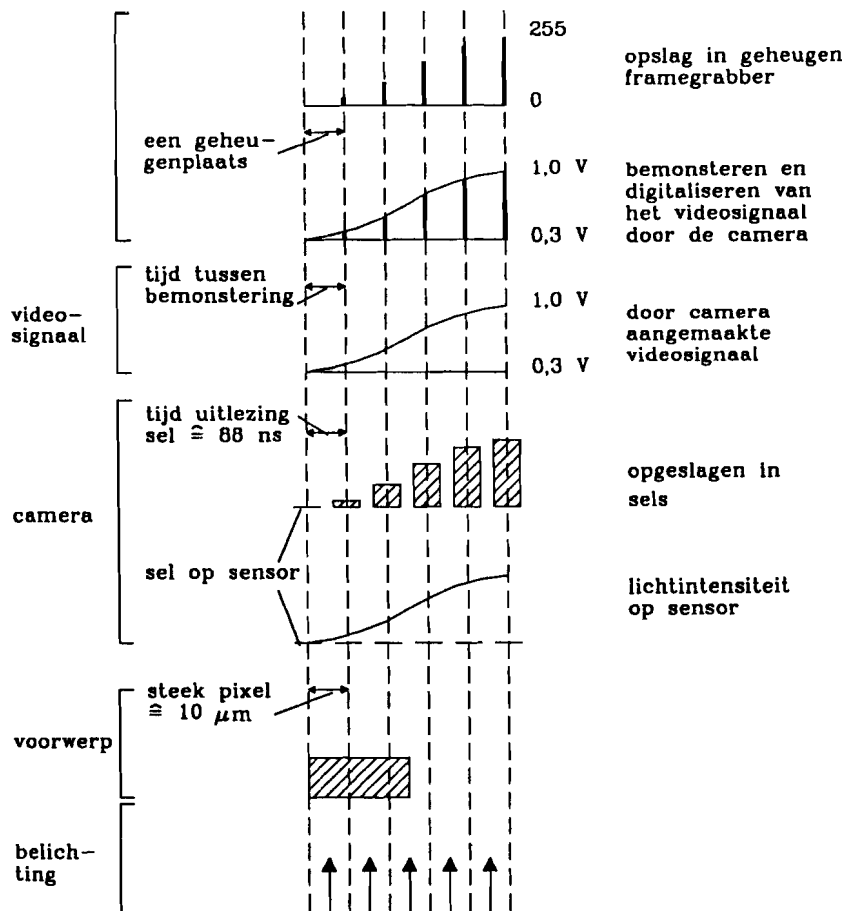 255
opslag in geheugen
framegrabber
0
een geheu-
genplaats
1,0 V
bemonsteren en
digitaliseren van
het videosignaal
0,3 V
door de camera
tijd tussen
bemonstering
1,0 V
video-
signaal
door camera
aangemaakte
videosignaal
0,3 V
tijd uitlezing
sel ≙ 88 ns
opgeslagen in
sels
camera
sel op sensor
lichtintensiteit
op sensor
steek pixel
≙ 10 μm
voorwerp
belich-
ting